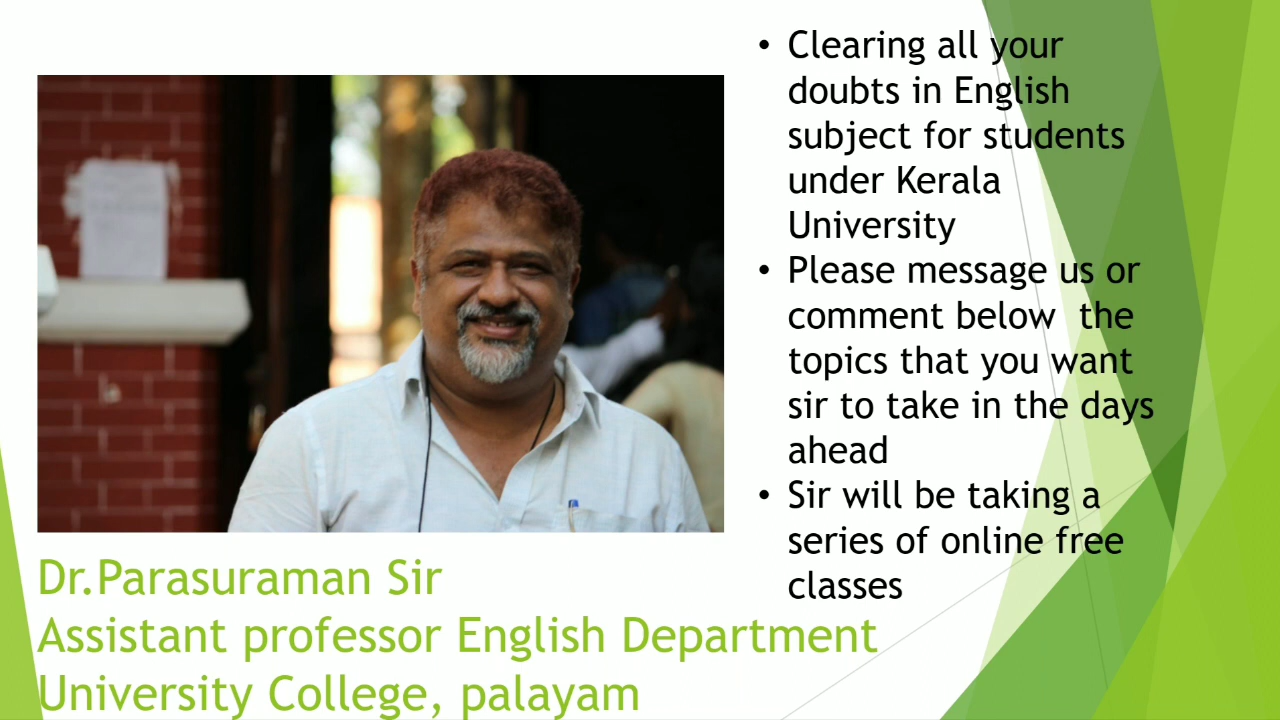 • Clearing all your
doubts in English
subject for students
under Kerala
University
• Please message us or
comment below  the
topics that you want
sir to take in the days
ahead
• Sir will be taking a
series of online free
classes
Dr.Parasuraman Sir
Assistant professor English Department
University College, palayam